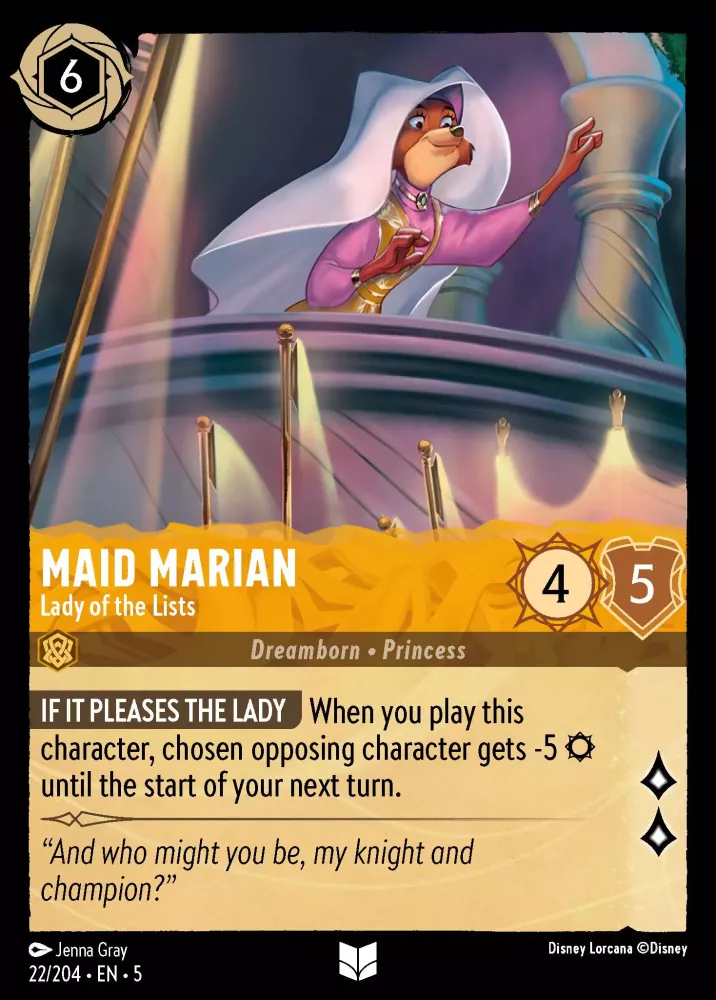 6
MAID MARIAN
Lady of the Lists
4
5
Dreamborn • Princess
IF IT PLEASES THE LADY When you play this
character, chosen opposing character gets -5
until the start of your next turn.
“And who might you be, my knight and
champion?”
Jenna Gray
Disney Lorcana ©Disney
22/204 • EN • 5